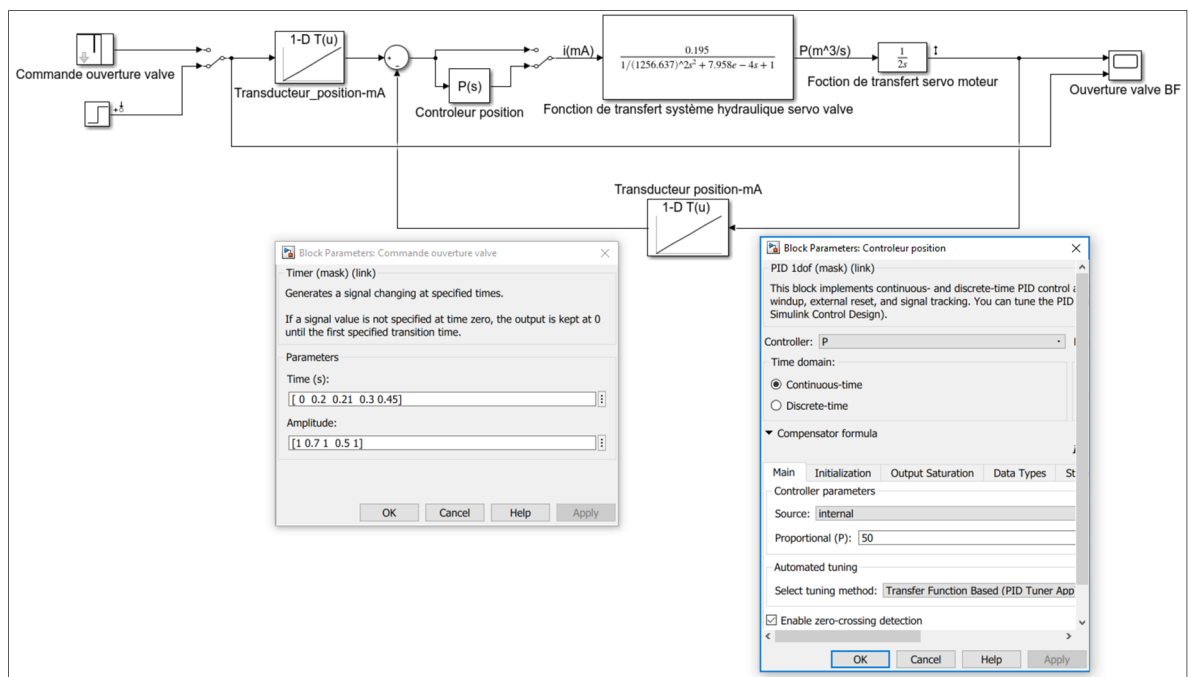 1-D T(u)
Commande ouverture valve
Transducteur_position-mA
+
-
P(s)
Controleur position
i(mA)
0.195
1/(1256.637)^2s² + 7.958e − 4s + 1
Fonction de transfert système hydraulique servo valve
P(m^3/s)
1
2s
Foction de transfert servo moteur
Ouverture valve BF
Transducteur position-mA
1-D T(u)
Block Parameters: Commande ouverture valve
Timer (mask) (link)
Generates a signal changing at specified times.
If a signal value is not specified at time zero, the output is kept at 0
until the first specified transition time.
Parameters
Time (s):
[ 0 0.2 0.21 0.3 0.45]
Amplitude:
[1 0.7 1 0.5 1]
OK Cancel Help Apply
Block Parameters: Controleur position
PID 1dof (mask) (link)
This block implements continuous- and discrete-time PID control
windup, external reset, and signal tracking. You can tune the PID
Simulink Control Design).
Controller: P
Time domain:
Continuous-time
Discrete-time
Compensator formula
Main Initialization Output Saturation Data Types St
Controller parameters
Source: internal
Proportional (P): 50
Automated tuning
Select tuning method: Transfer Function Based (PID Tuner App
Enable zero-crossing detection
OK Cancel Help Apply